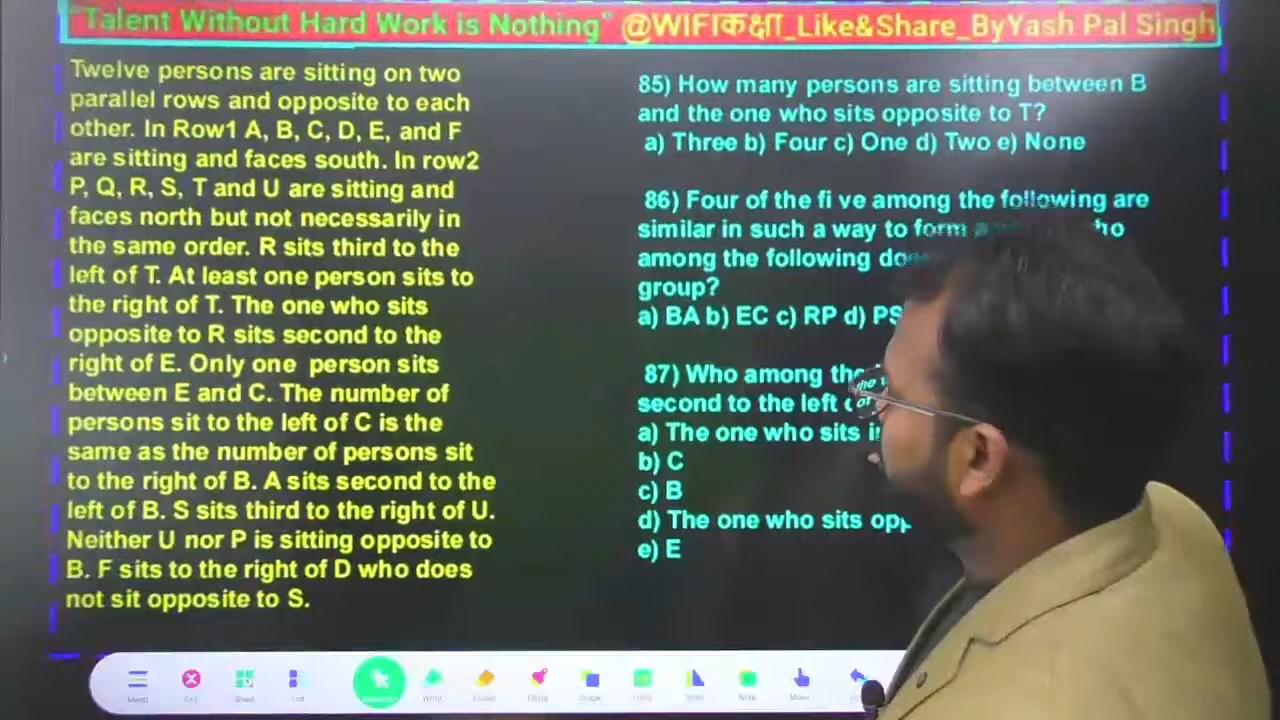 "Talent Without Hard Work is Nothing" @WIFIकक्षा_Like&Share_ByYash Pal Singh
Twelve persons are sitting on two
parallel rows and opposite to each
other. In Row1 A, B, C, D, E, and F
are sitting and faces south. In row2
P, Q, R, S, T and U are sitting and
faces north but not necessarily in
the same order. R sits third to the
left of T. At least one person sits to
the right of T. The one who sits
opposite to R sits second to the
right of E. Only one person sits
between E and C. The number of
persons sit to the left of C is the
same as the number of persons sit
to the right of B. A sits second to the
left of B. S sits third to the right of U.
Neither U nor P is sitting opposite to
B. F sits to the right of D who does
not sit opposite to S.
85) How many persons are sitting between B
and the one who sits opposite to T?
a) Three b) Four c) One d) Two e) None
86) Four of the fi ve among the following are
similar in such a way to form
among the following
group?
a) BA b) EC c) RP d) PS
87) Who among the
second to the left
a) The one who sits
b) C
c) B
d) The one who sits
e) E
Menu
Exit